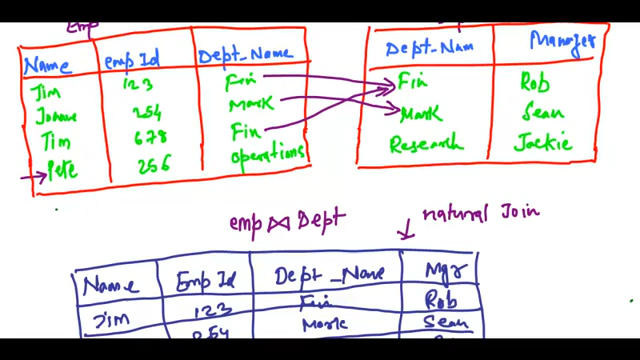 Emp
Name emp Id Dept_Name
Jim 123 Fin
Joanne 254 Mark
Tim 678 Fin
Pete 256 operations
Dept_Nam Manager
Fin Rob
Mark Sean
Research Jackie
emp ⋈ Dept
natural Join
Name Emp Id Dept_Name Mgr
Jim 123 Fin Rob
254 Mark Sean